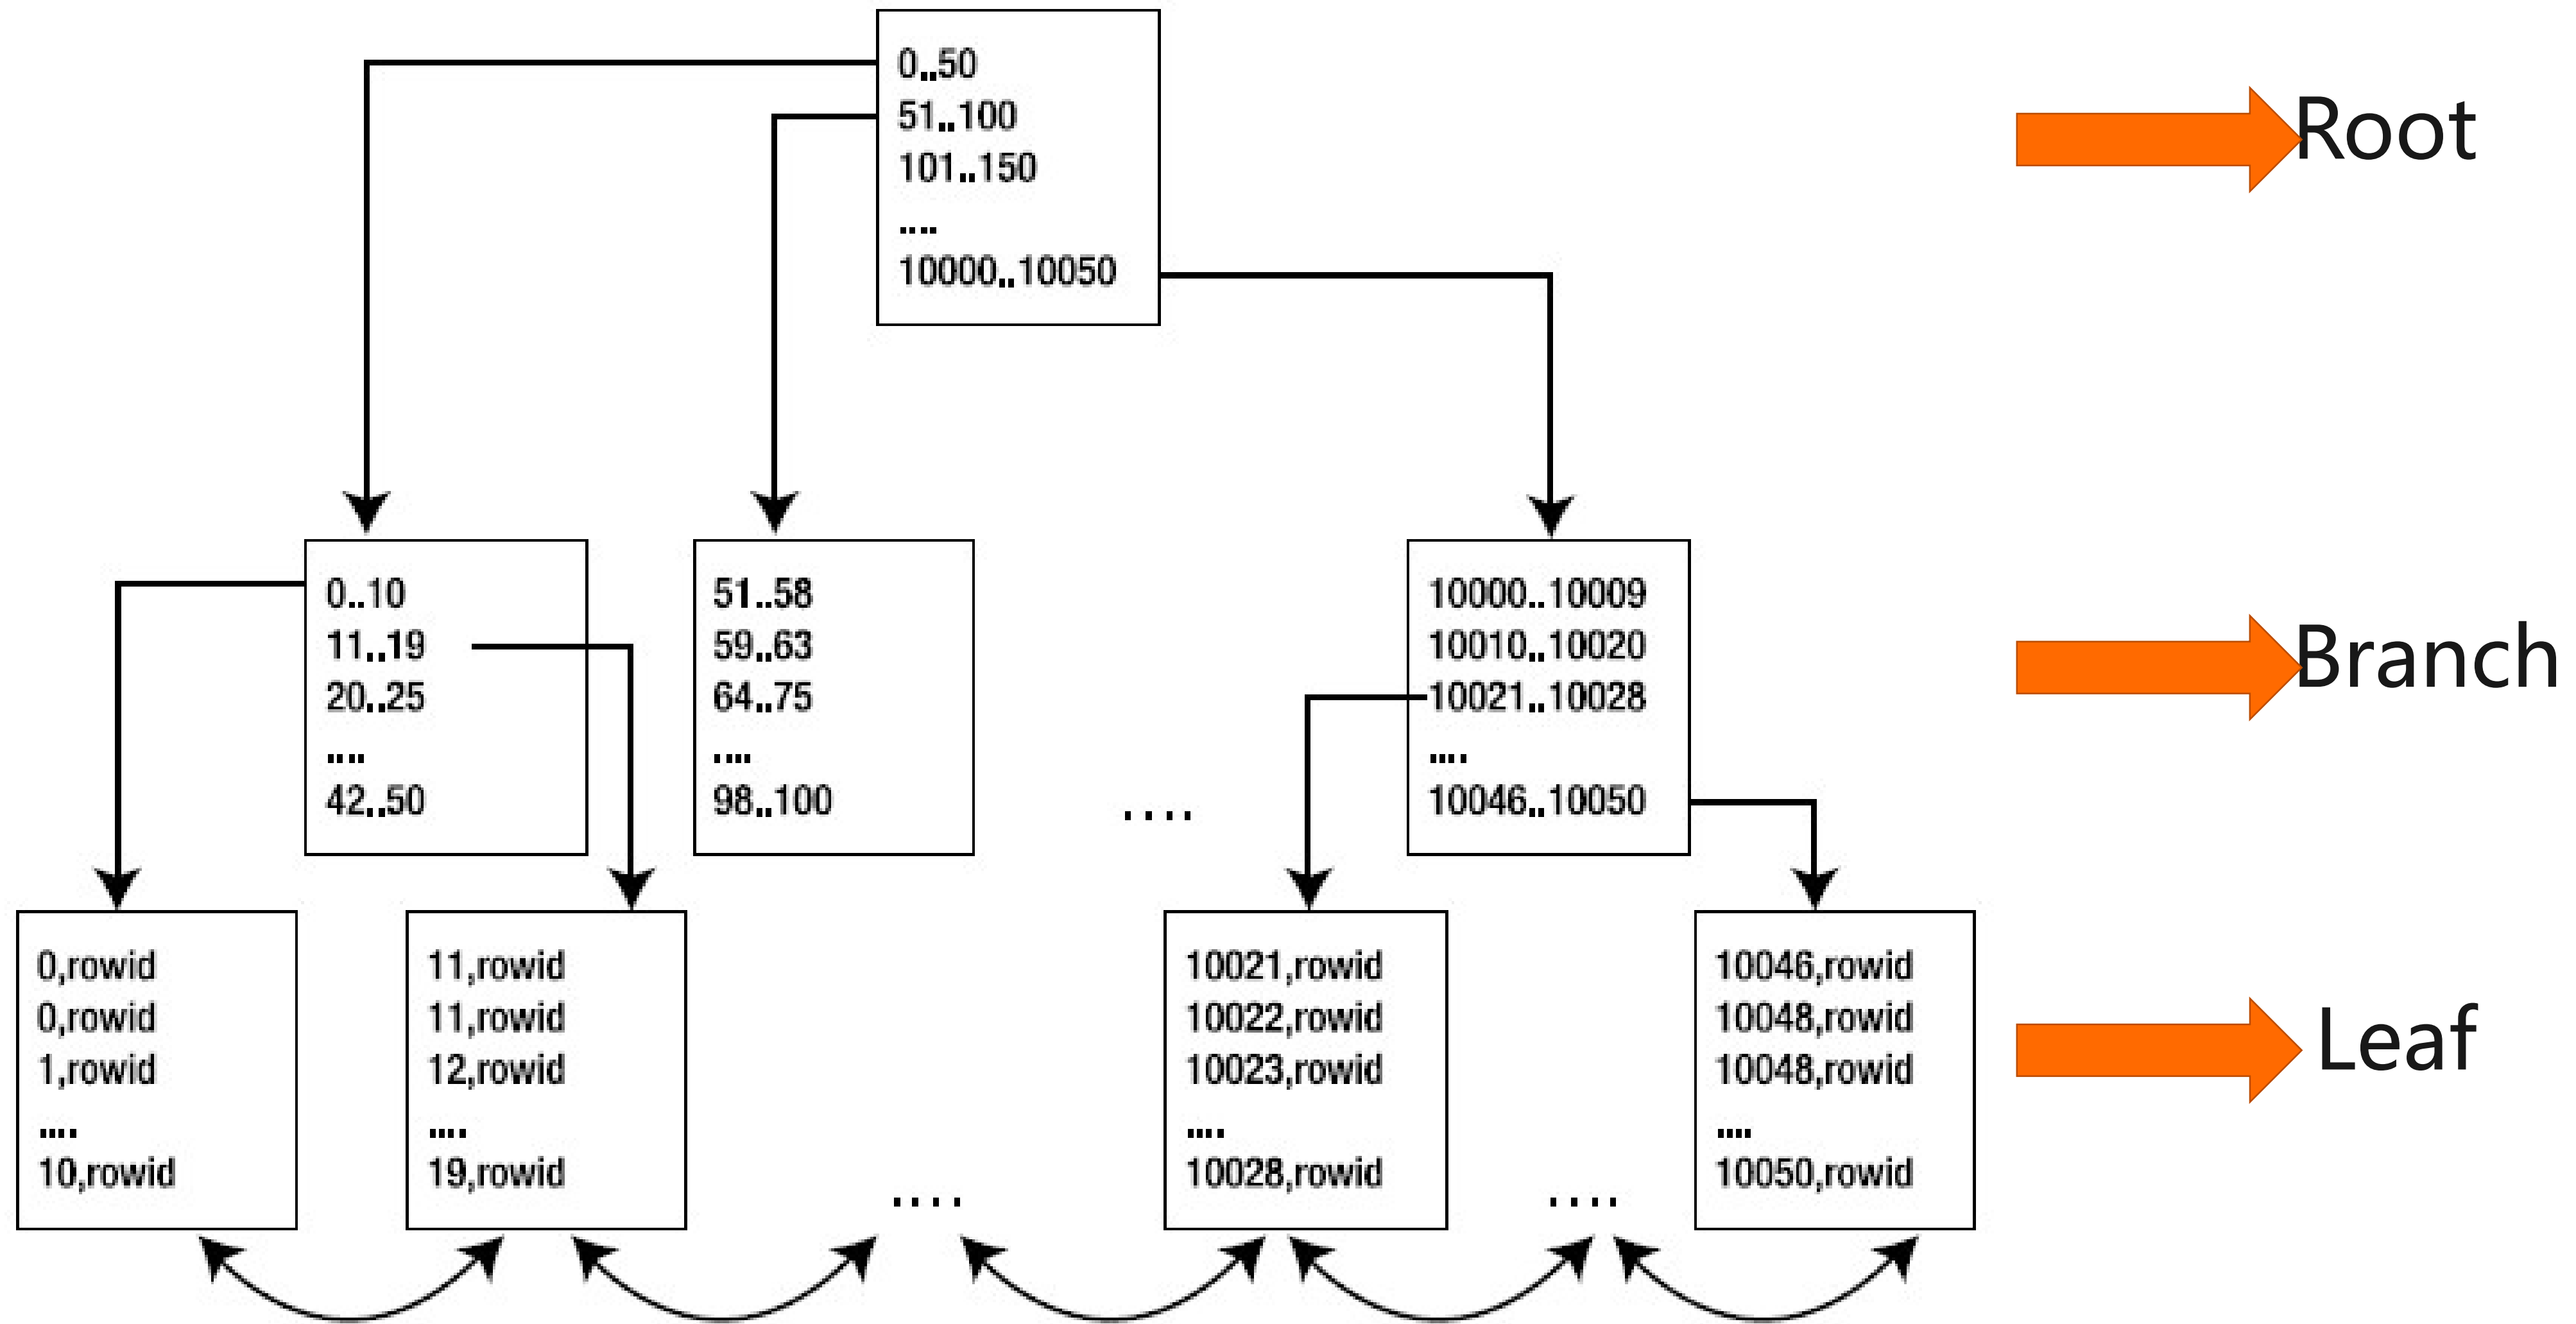 0..50
51..100
101..150
....
10000..10050
Root
0..10
11..19
20..25
....
42..50
51..58
59..63
64..75
....
98..100
....
10000..10009
10010..10020
10021..10028
....
10046..10050
Branch
0,rowid
0,rowid
1,rowid
....
10,rowid
11,rowid
11,rowid
12,rowid
....
19,rowid
....
10021,rowid
10022,rowid
10023,rowid
....
10028,rowid
....
10046,rowid
10048,rowid
10048,rowid
....
10050,rowid
Leaf